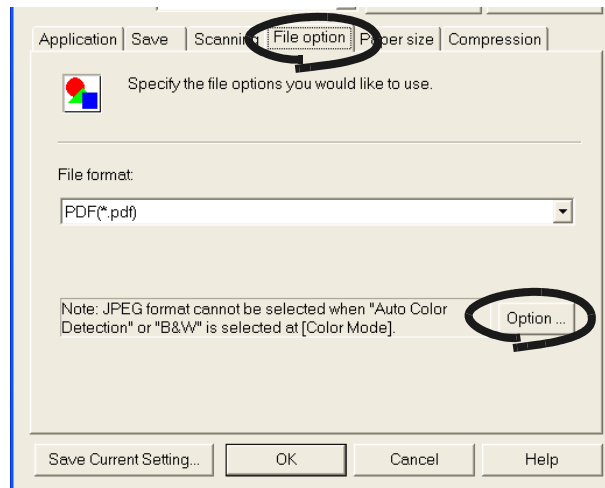 Application Save Scanning File option Paper size Compression
Specify the file options you would like to use.
File format:
PDF(*.pdf)
Note: JPEG format cannot be selected when "Auto Color
Detection" or "B&W" is selected at [Color Mode].
Option ...
Save Current Setting... OK Cancel Help